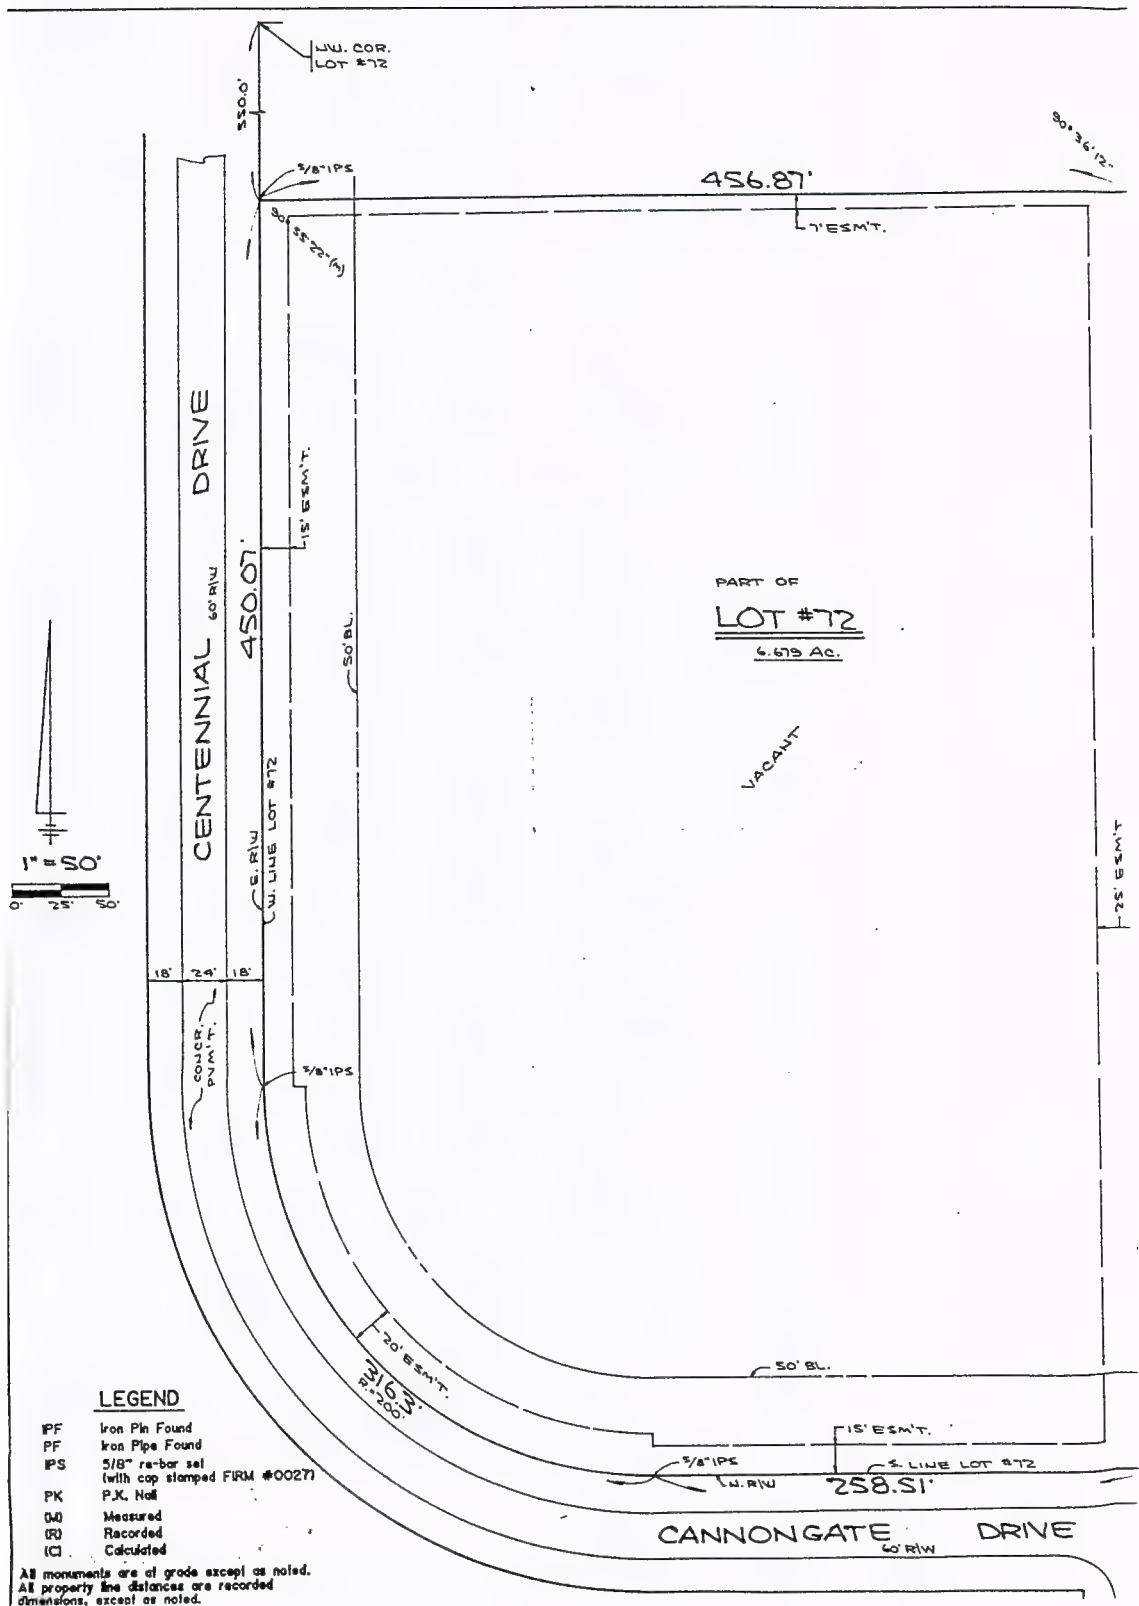 NW. COR.
LOT #72
550.0'
5/8" IPS
456.87'
90° 36' 12"
7' ESM'T.
90° 55' 22" (M)
CENTENNIAL DRIVE
60' R/W
450.07'
15' ESM'T.
50' BL.
PART OF
LOT #72
6.679 AC.
VACANT
E. R/W
W. LINE LOT #72
1" = 50'
0' 25' 50'
25' ESM'T
18' 24' 18'
CONCR.
PVM'T.
5/8" IPS
20' ESM'T.
316.3'
R.=200'
50' BL.
15' ESM'T.
5/8" IPS
S. LINE LOT #72
N. R/W
258.51'
CANNONGATE DRIVE
60' R/W
LEGEND
IPF Iron Pin Found
PF Iron Pipe Found
IPS 5/8" re-bar set
(with cap stamped FIRM #0027)
PK P.K. Nail
(M) Measured
(R) Recorded
(C) Calculated
All monuments are at grade except as noted.
All property line distances are recorded
dimensions, except as noted.